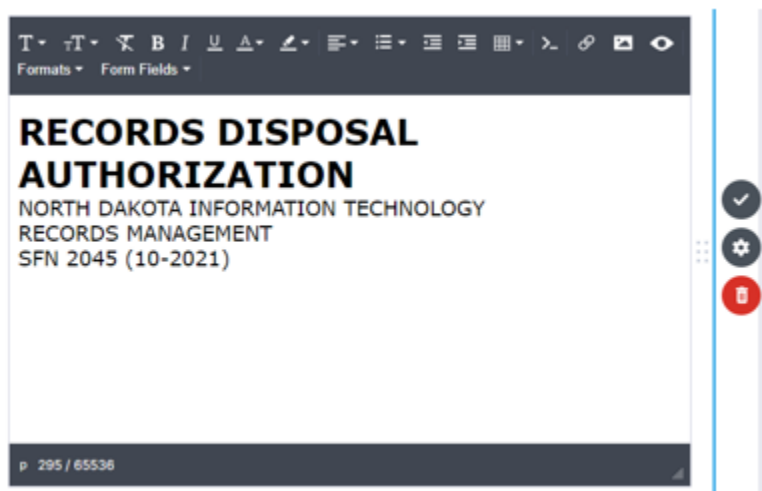 Formats Form Fields
RECORDS DISPOSAL
AUTHORIZATION
NORTH DAKOTA INFORMATION TECHNOLOGY
RECORDS MANAGEMENT
SFN 2045 (10-2021)
p 295 / 65536